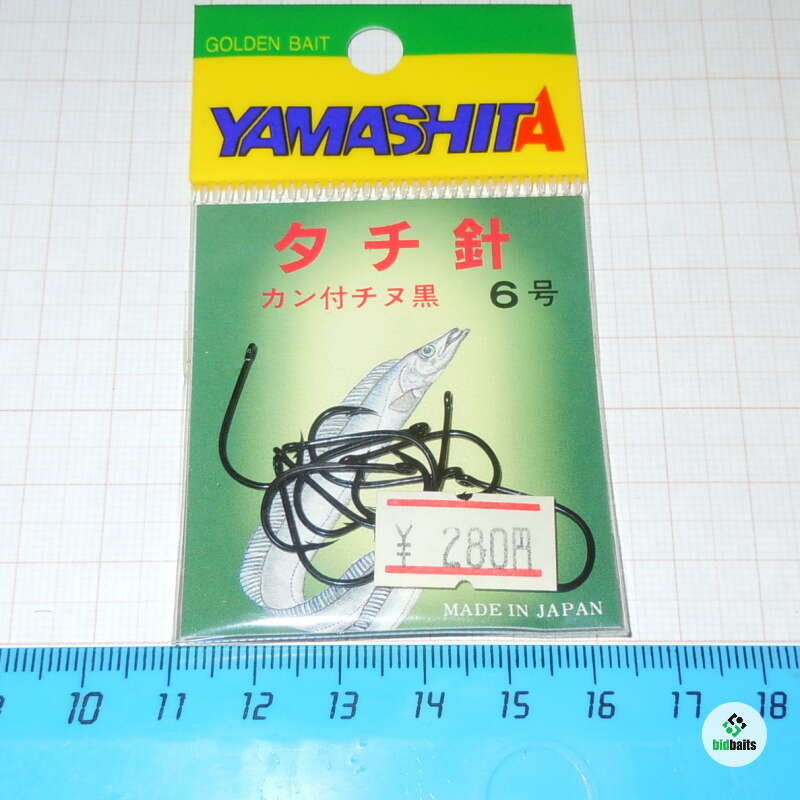 GOLDEN BAIT
YAMASHITA
タチ針
カン付チヌ黒 6号
¥ 280円
MADE IN JAPAN
10 11 12 13 14 15 16 17 18
bidbaits